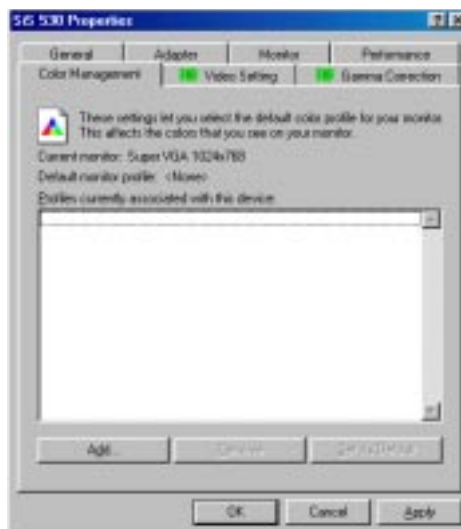 SiS 530 Properties
General Adapter Monitor Performance
Color Management Video Setting Gamma Correction
These settings let you select the default color profile for your monitor.
This affects the colors that you see on your monitor.
Current monitor: Super VGA 1024x768
Default monitor profile: <None>
Profiles currently associated with this device:
Add... Remove Set As Default
OK Cancel Apply